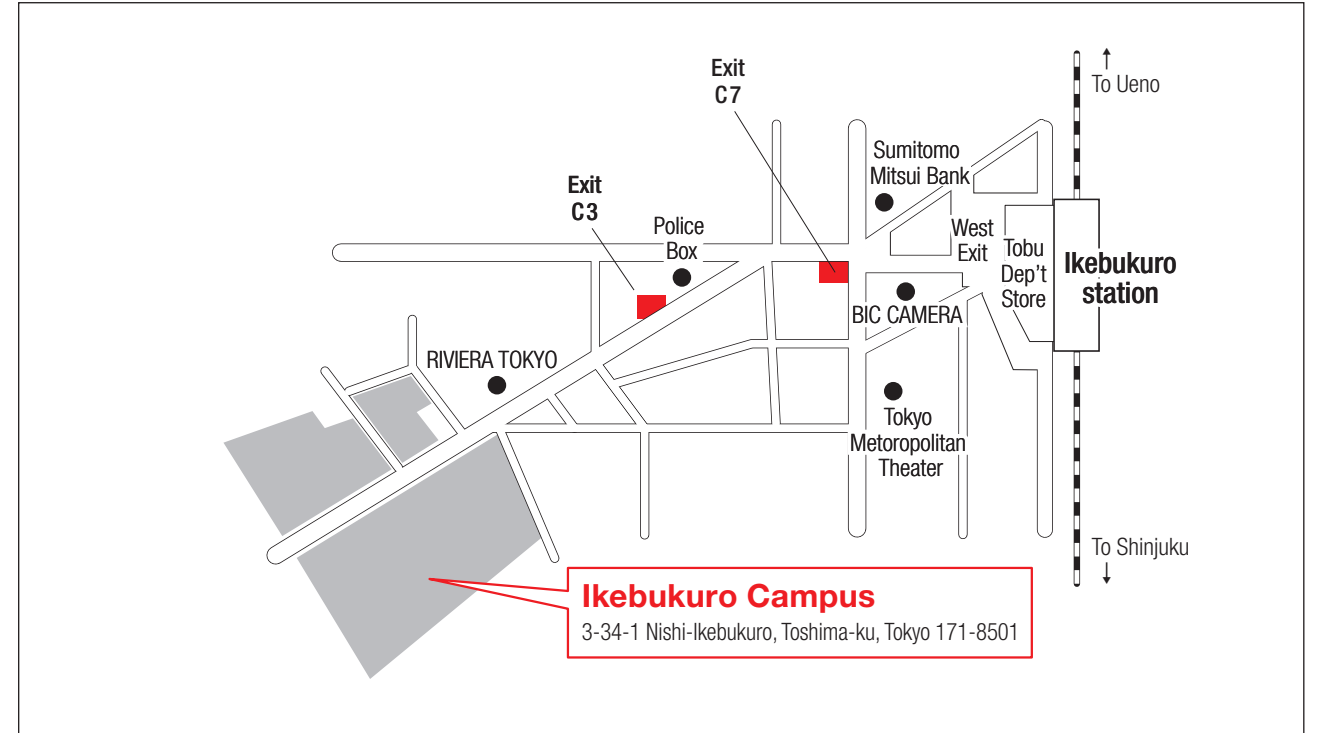 To Ueno
Exit
C7
Sumitomo
Mitsui Bank
Exit
C3
Police
Box
West
Exit
Tobu
Dep't
Store
Ikebukuro
station
BIC CAMERA
RIVIERA TOKYO
Tokyo
Metoropolitan
Theater
To Shinjuku
Ikebukuro Campus
3-34-1 Nishi-Ikebukuro, Toshima-ku, Tokyo 171-8501